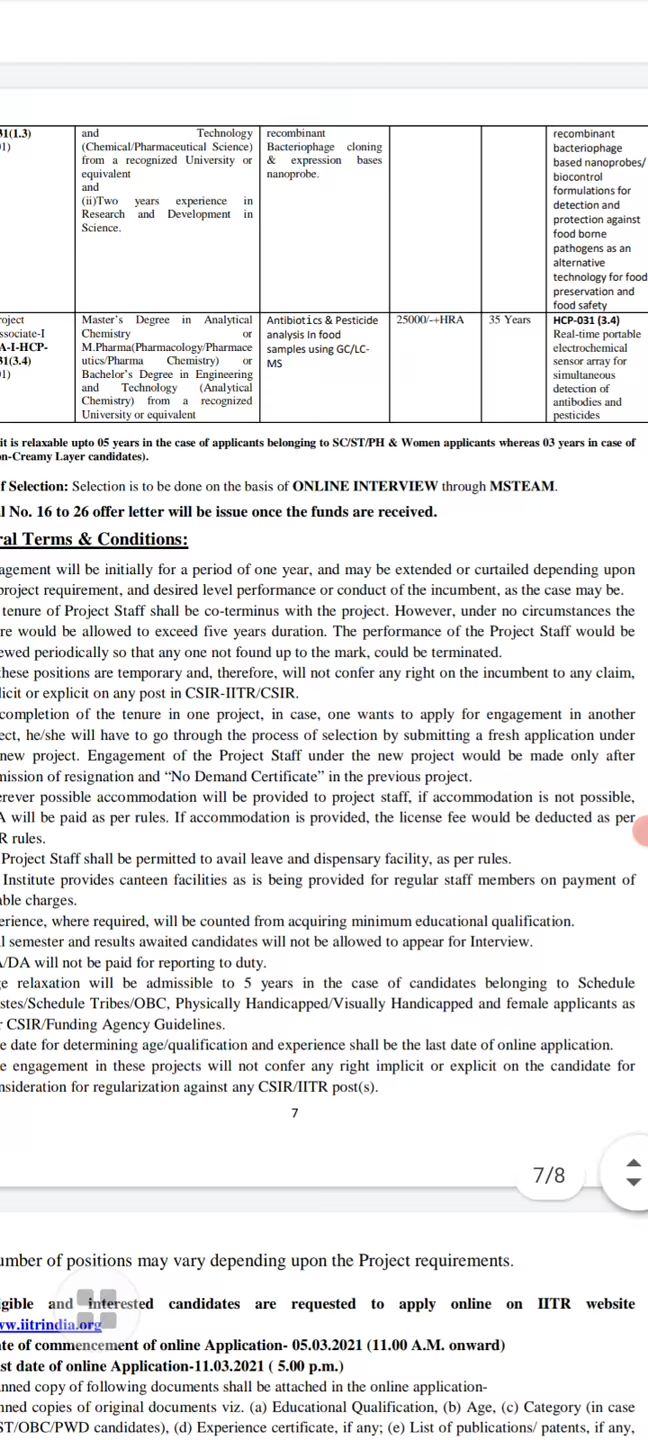 31(1.3)
01)
and Technology
(Chemical/Pharmaceutical Science)
from a recognized University or
equivalent
and
(ii)Two years experience in
Research and Development in
Science.
recombinant
Bacteriophage cloning
& expression bases
nanoprobe.
recombinant
bacteriophage
based nanoprobes/
biocontrol
formulations for
detection and
protection against
food borne
pathogens as an
alternative
technology for food
preservation and
food safety
roject
ssociate-I
A-I-HCP-
31(3.4)
01)
Master's Degree in Analytical
Chemistry or
M.Pharma(Pharmacology/Pharmace
utics/Pharma Chemistry) or
Bachelor's Degree in Engineering
and Technology (Analytical
Chemistry) from a recognized
University or equivalent
Antibiotics & Pesticide
analysis In food
samples using GC/LC-
MS
25000/-+HRA
35 Years
HCP-031 (3.4)
Real-time portable
electrochemical
sensor array for
simultaneous
detection of
antibodies and
pesticides
it is relaxable upto 05 years in the case of applicants belonging to SC/ST/PH & Women applicants whereas 03 years in case of
on-Creamy Layer candidates).
f Selection: Selection is to be done on the basis of ONLINE INTERVIEW through MSTEAM.
l No. 16 to 26 offer letter will be issue once the funds are received.
ral Terms & Conditions:
agement will be initially for a period of one year, and may be extended or curtailed depending upon
project requirement, and desired level performance or conduct of the incumbent, as the case may be.
tenure of Project Staff shall be co-terminus with the project. However, under no circumstances the
re would be allowed to exceed five years duration. The performance of the Project Staff would be
ewed periodically so that any one not found up to the mark, could be terminated.
these positions are temporary and, therefore, will not confer any right on the incumbent to any claim,
licit or explicit on any post in CSIR-IITR/CSIR.
completion of the tenure in one project, in case, one wants to apply for engagement in another
ect, he/she will have to go through the process of selection by submitting a fresh application under
new project. Engagement of the Project Staff under the new project would be made only after
mission of resignation and “No Demand Certificate” in the previous project.
erever possible accommodation will be provided to project staff, if accommodation is not possible,
A will be paid as per rules. If accommodation is provided, the license fee would be deducted as per
R rules.
Project Staff shall be permitted to avail leave and dispensary facility, as per rules.
Institute provides canteen facilities as is being provided for regular staff members on payment of
able charges.
erience, where required, will be counted from acquiring minimum educational qualification.
l semester and results awaited candidates will not be allowed to appear for Interview.
A/DA will not be paid for reporting to duty.
e relaxation will be admissible to 5 years in the case of candidates belonging to Schedule
stes/Schedule Tribes/OBC, Physically Handicapped/Visually Handicapped and female applicants as
r CSIR/Funding Agency Guidelines.
e date for determining age/qualification and experience shall be the last date of online application.
e engagement in these projects will not confer any right implicit or explicit on the candidate for
nsideration for regularization against any CSIR/IITR post(s).
7
7/8
umber of positions may vary depending upon the Project requirements.
igible and interested candidates are requested to apply online on IITR website
ww.iitrindia.org
ate of commencement of online Application- 05.03.2021 (11.00 A.M. onward)
st date of online Application-11.03.2021 ( 5.00 p.m.)
anned copy of following documents shall be attached in the online application-
nned copies of original documents viz. (a) Educational Qualification, (b) Age, (c) Category (in case
ST/OBC/PWD candidates), (d) Experience certificate, if any; (e) List of publications/ patents, if any,